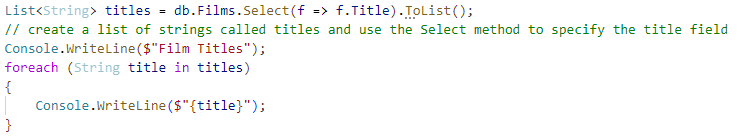 List<String> titles = db.Films.Select(f => f.Title).ToList();
// create a list of strings called titles and use the Select method to specify the title field
Console.WriteLine($"Film Titles");
foreach (String title in titles)
{
    Console.WriteLine($"{title}");
}